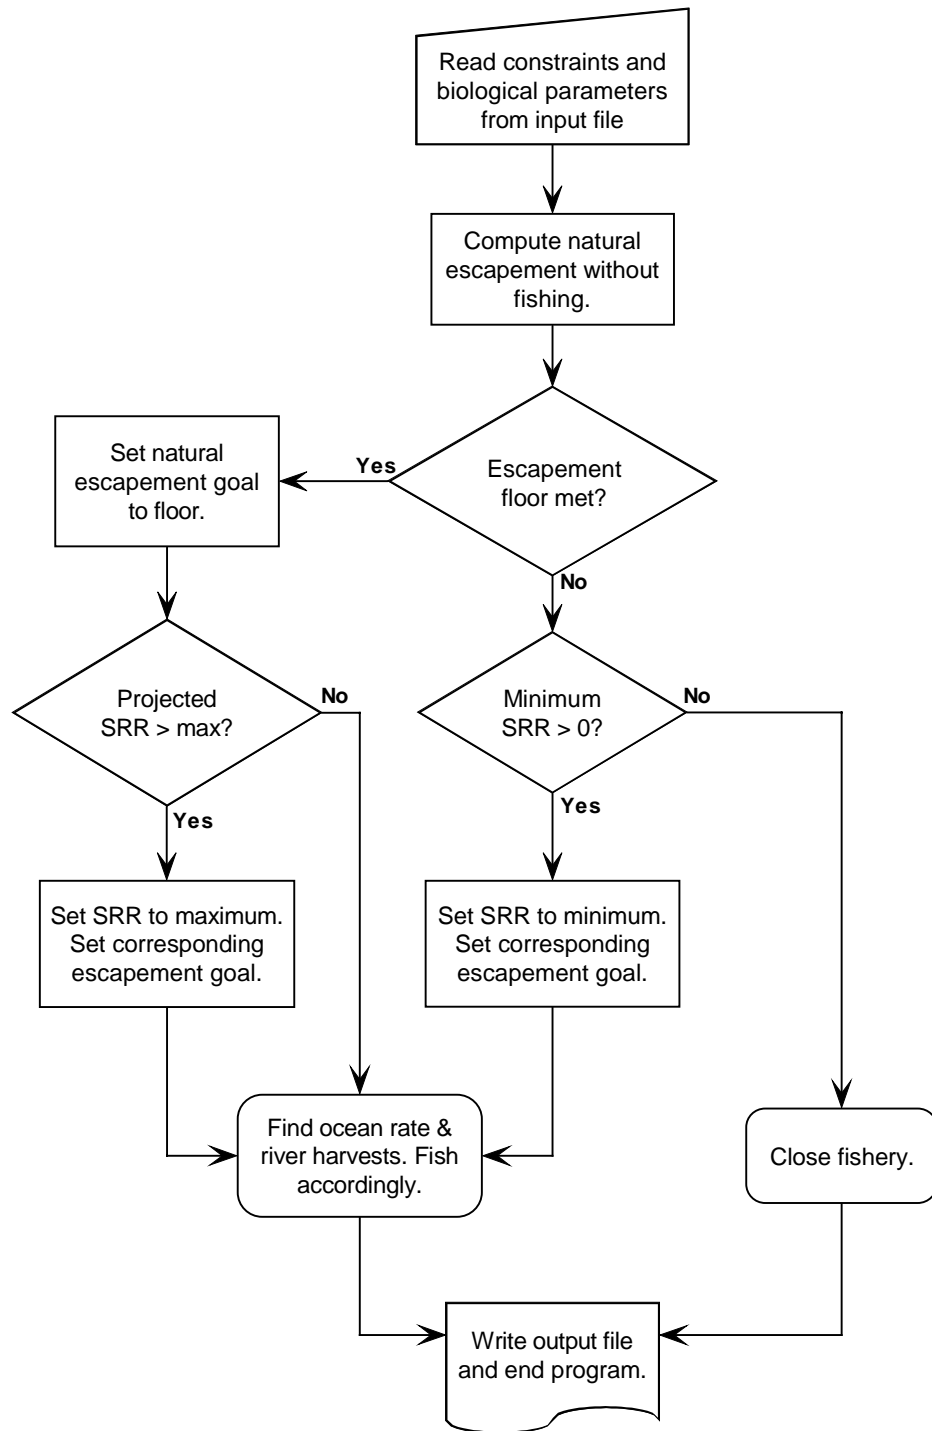 Read constraints and
biological parameters
from input file
Compute natural
escapement without
fishing.
Escapement
floor met?
Yes
No
Set natural
escapement goal
to floor.
Projected
SRR > max?
No
Yes
Minimum
SRR > 0?
No
Yes
Set SRR to maximum.
Set corresponding
escapement goal.
Set SRR to minimum.
Set corresponding
escapement goal.
Find ocean rate &
river harvests. Fish
accordingly.
Close fishery.
Write output file
and end program.